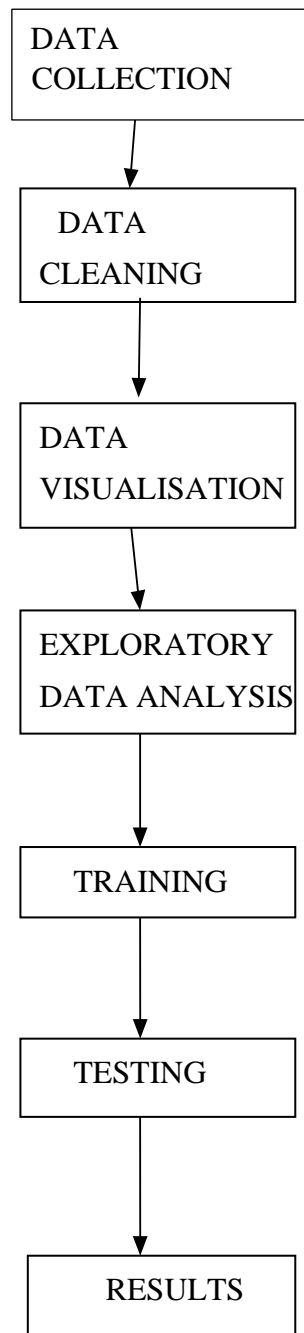 DATA
COLLECTION
DATA
CLEANING
DATA
VISUALISATION
EXPLORATORY
DATA ANALYSIS
TRAINING
TESTING
RESULTS